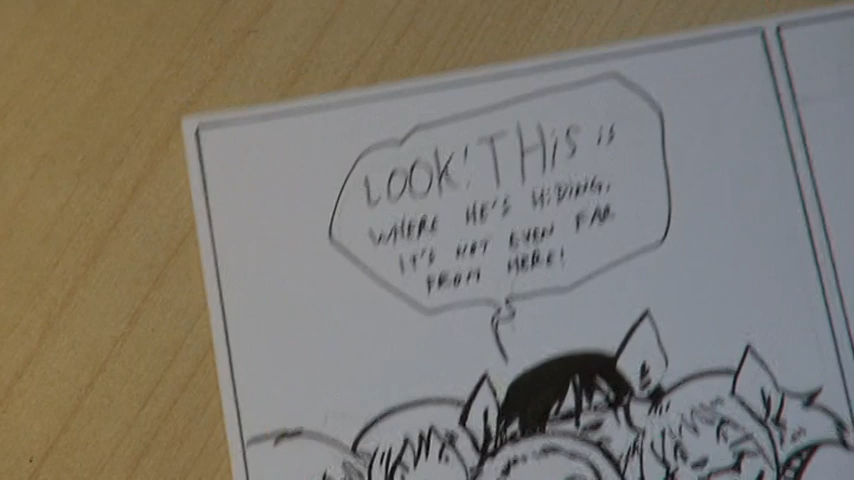 LOOK! THIS is
WHERE HE'S HIDING.
IT'S NOT EVEN FAR
FROM HERE!